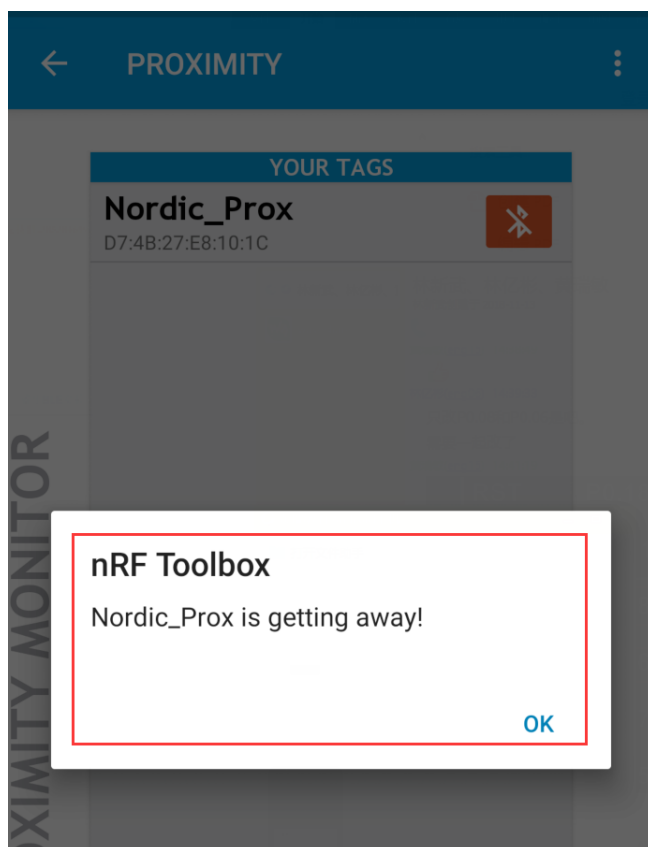 PROXIMITY
YOUR TAGS
Nordic_Prox
D7:4B:27:E8:10:1C
OXIMITY MONITOR
nRF Toolbox
Nordic_Prox is getting away!
OK